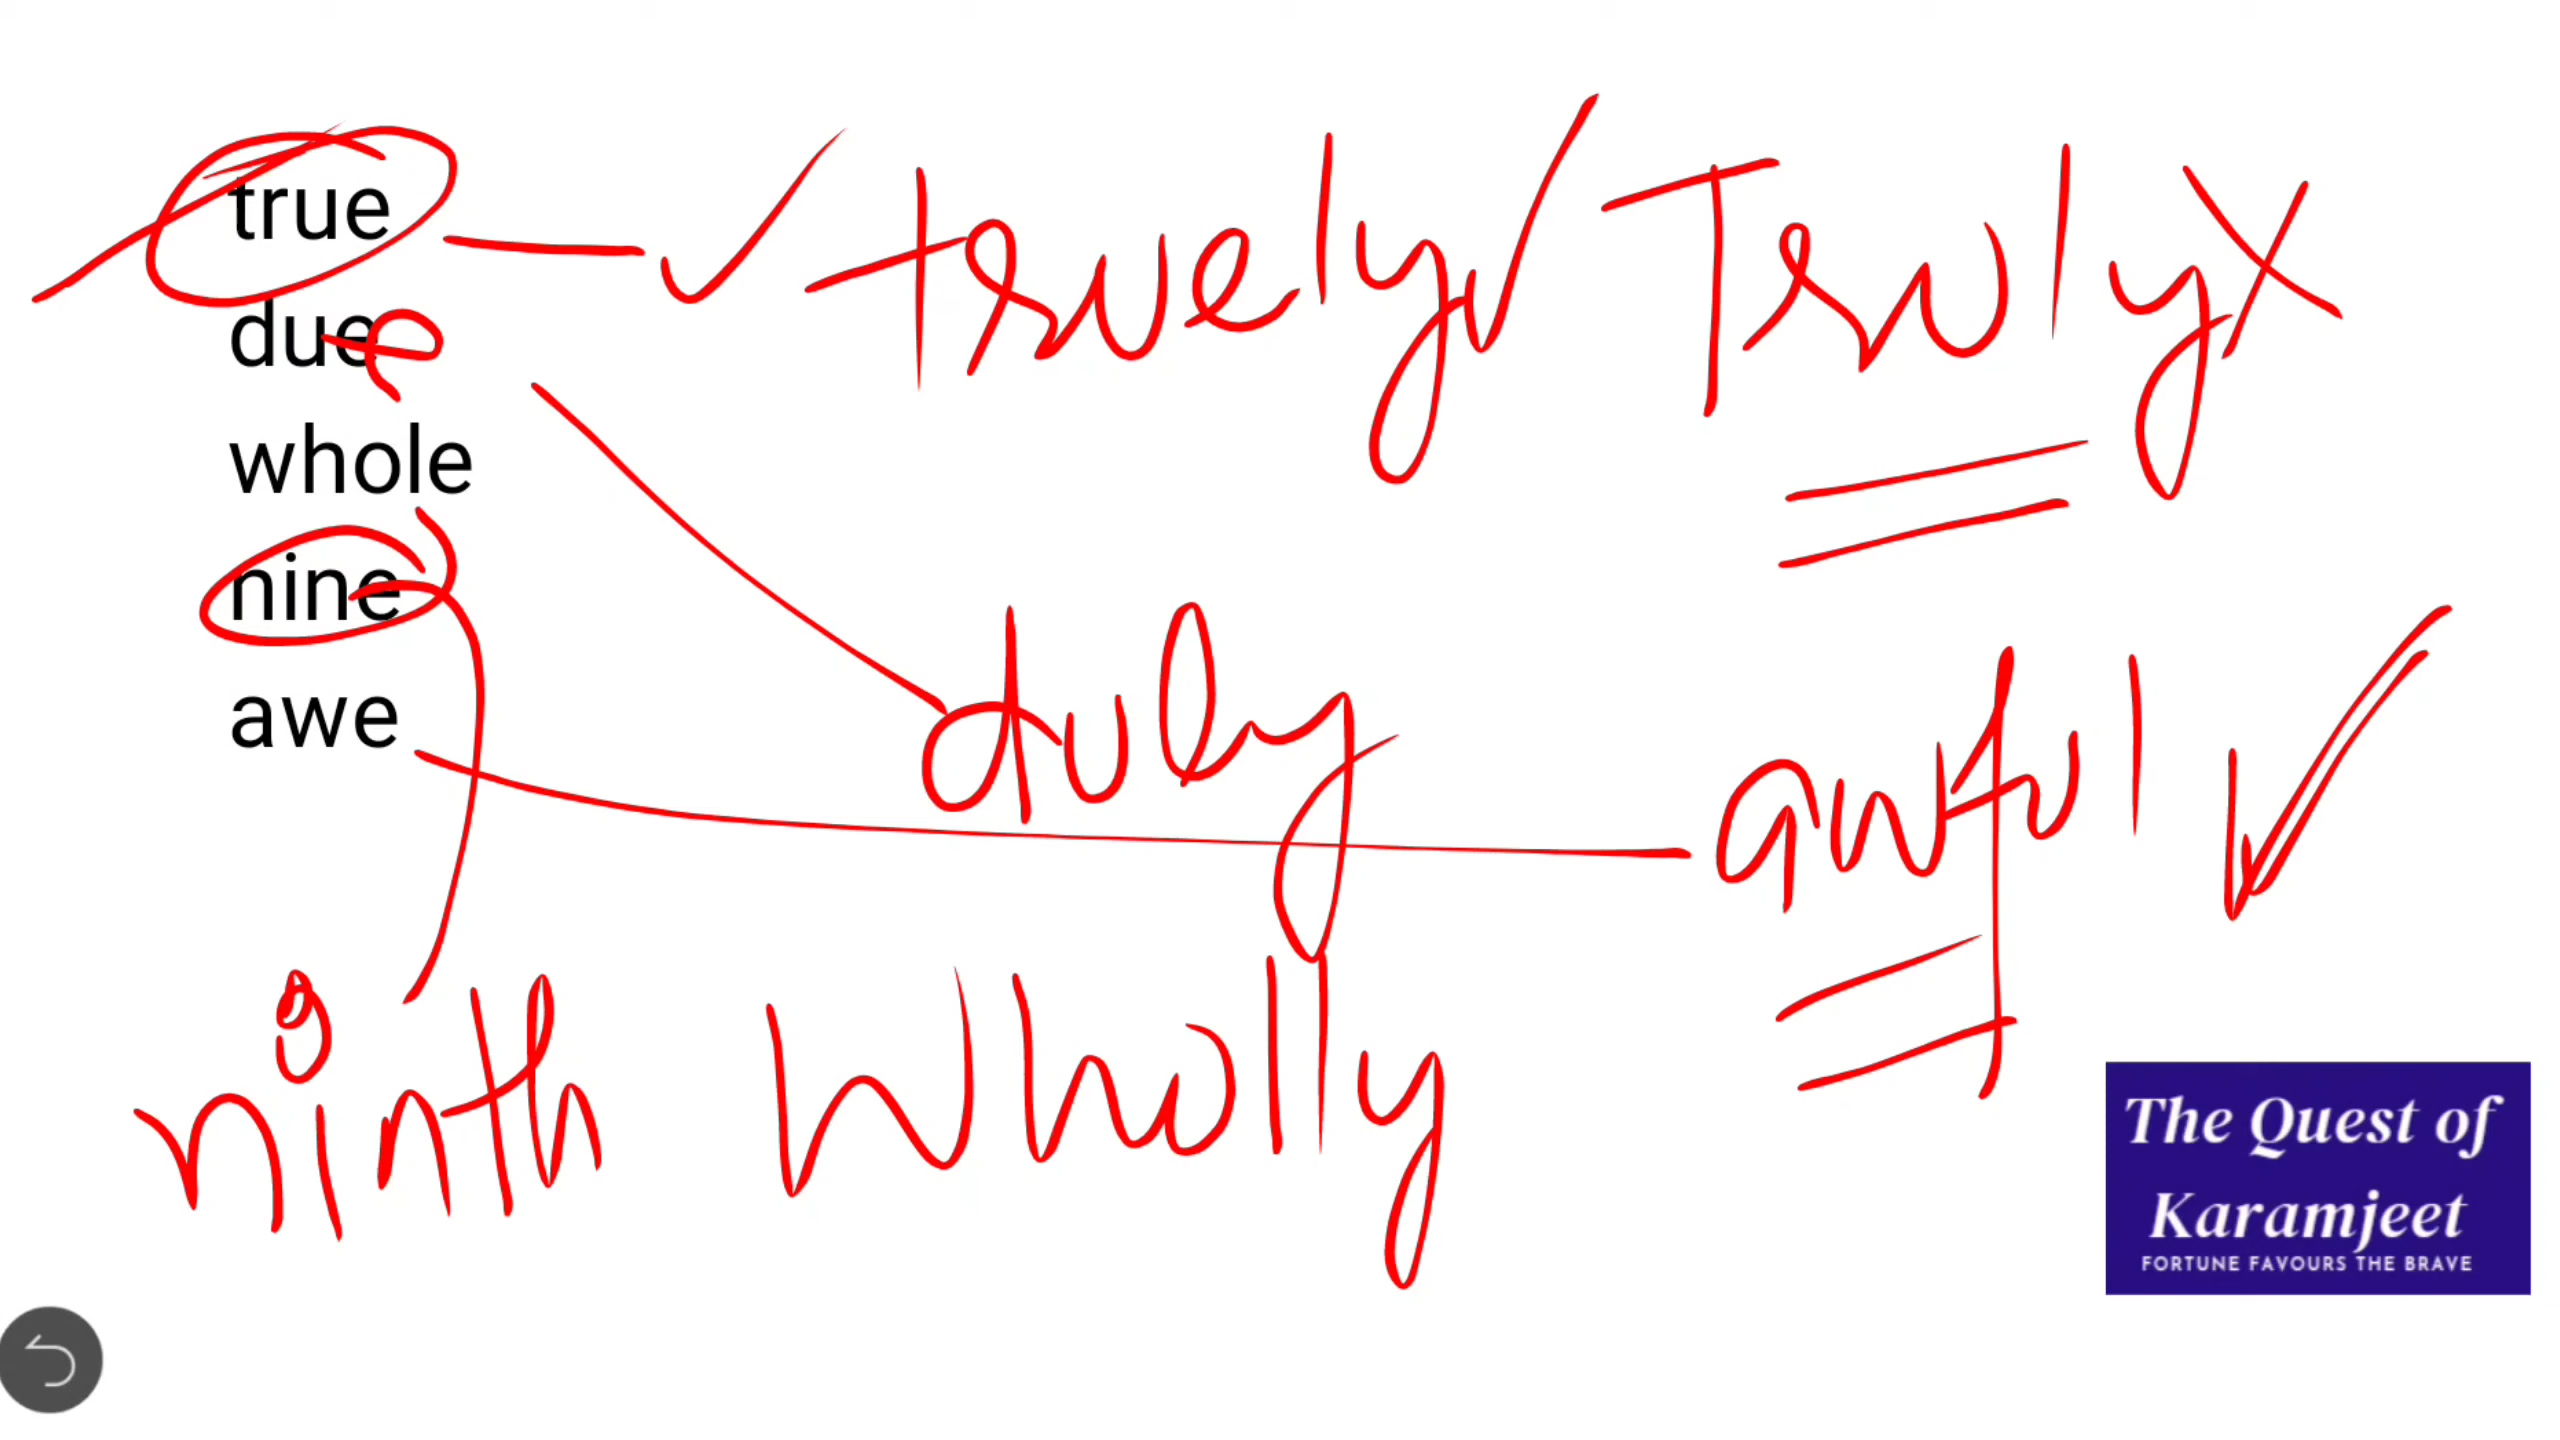 true
truely Truly
due
whole
nine
duly
awe
awful
ninth
Wholly
The Quest of
Karamjeet
FORTUNE FAVOURS THE BRAVE